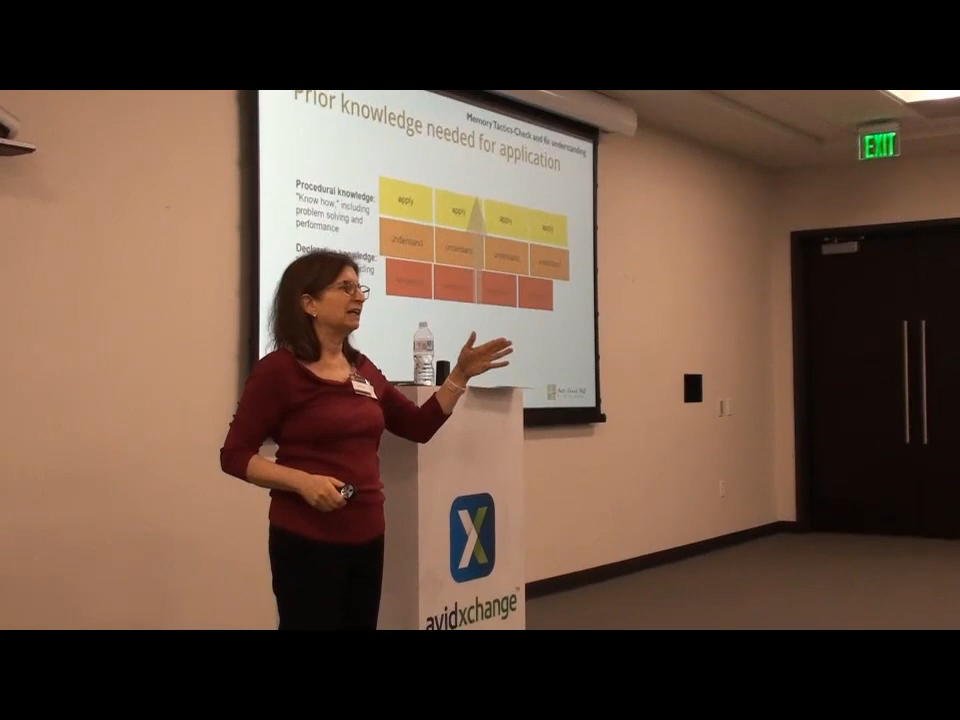 Memory Tactics-Check and fix understanding
Prior knowledge needed for application
Procedural knowledge:
"Know how," including
problem solving and
performance
apply apply apply apply
understand understand understand understand
knowledge:
EXIT
avidxchange